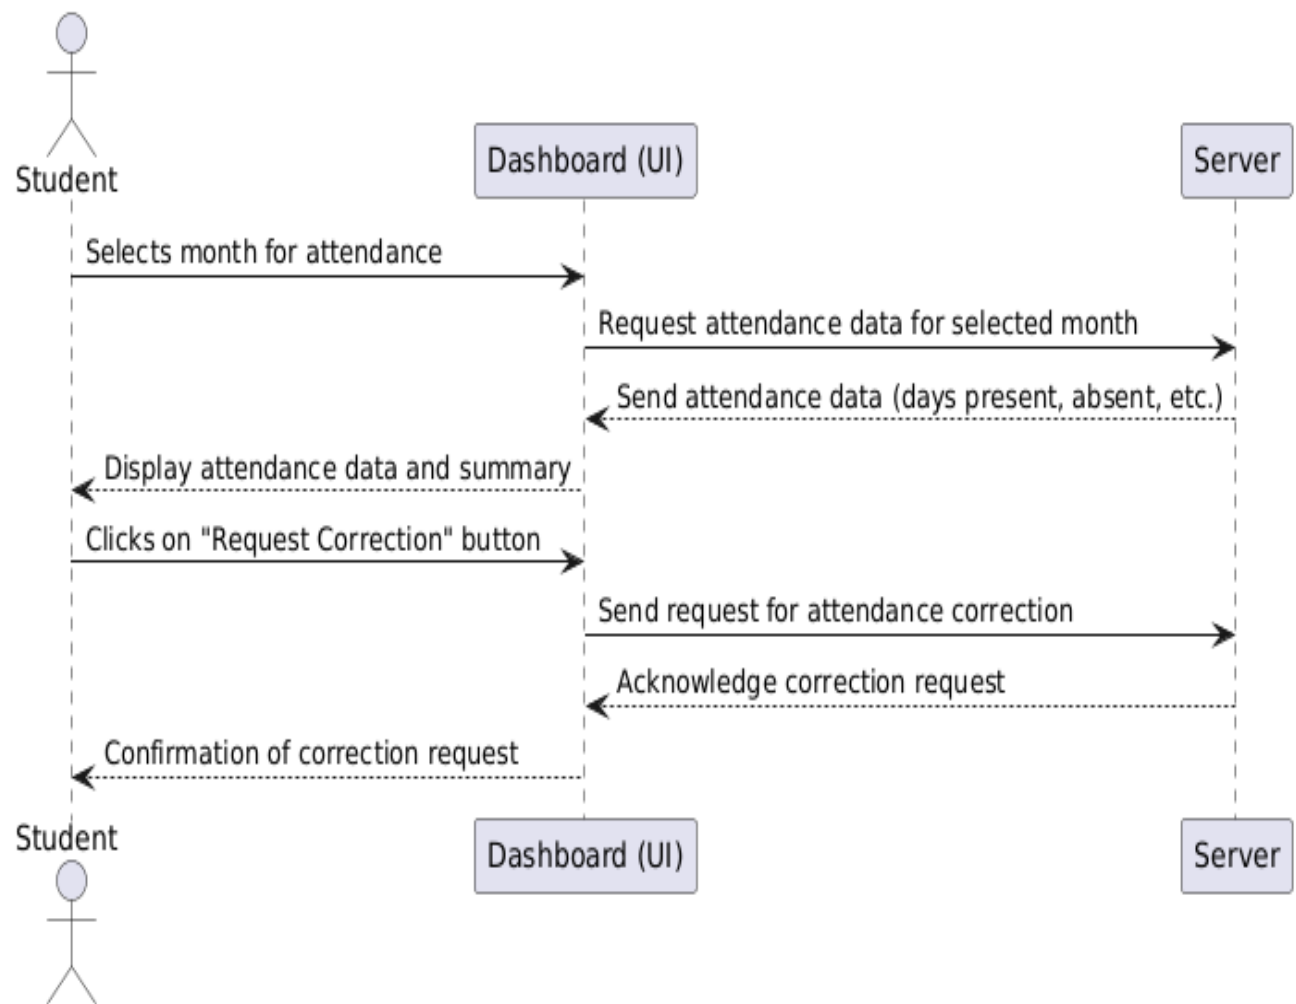 Student
Dashboard (UI)
Server
Selects month for attendance
Request attendance data for selected month
Send attendance data (days present, absent, etc.)
Display attendance data and summary
Clicks on "Request Correction" button
Send request for attendance correction
Acknowledge correction request
Confirmation of correction request
Student
Dashboard (UI)
Server